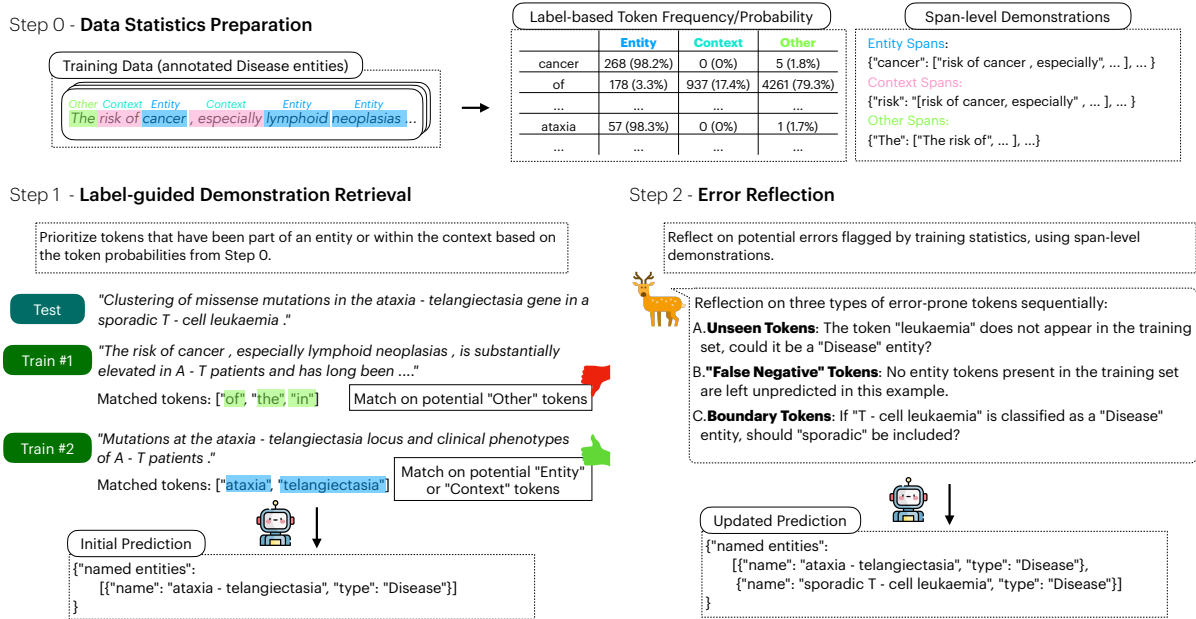 Step 0 - Data Statistics Preparation
Training Data (annotated Disease entities)
Other Context Entity Context Entity Entity
The risk of cancer , especially lymphoid neoplasias ...
Label-based Token Frequency/Probability
Entity Context Other
cancer 268 (98.2%) 0 (0%) 5 (1.8%)
of 178 (3.3%) 937 (17.4%) 4261 (79.3%)
... ... ... ...
ataxia 57 (98.3%) 0 (0%) 1 (1.7%)
... ... ... ...
Span-level Demonstrations
Entity Spans:
{"cancer": ["risk of cancer , especially", ... ], ... }
Context Spans:
{"risk": "[risk of cancer, especially" , ... ], ... }
Other Spans:
{"The": ["The risk of", ... ], ...}
Step 1 - Label-guided Demonstration Retrieval
Prioritize tokens that have been part of an entity or within the context based on
the token probabilities from Step 0.
Test
"Clustering of missense mutations in the ataxia - telangiectasia gene in a
sporadic T - cell leukaemia ."
Train #1
"The risk of cancer , especially lymphoid neoplasias , is substantially
elevated in A - T patients and has long been ...."
Matched tokens: ["of", "the", "in"]
Match on potential "Other" tokens
Train #2
"Mutations at the ataxia - telangiectasia locus and clinical phenotypes
of A - T patients ."
Matched tokens: ["ataxia", "telangiectasia"]
Match on potential "Entity"
or "Context" tokens
Initial Prediction
{"named entities":
[{"name": "ataxia - telangiectasia", "type": "Disease"}]
}
Step 2 - Error Reflection
Reflect on potential errors flagged by training statistics, using span-level
demonstrations.
Reflection on three types of error-prone tokens sequentially:
A.Unseen Tokens: The token "leukaemia" does not appear in the training
set, could it be a "Disease" entity?
B."False Negative" Tokens: No entity tokens present in the training set
are left unpredicted in this example.
C.Boundary Tokens: If "T - cell leukaemia" is classified as a "Disease"
entity, should "sporadic" be included?
Updated Prediction
{"named entities":
[{"name": "ataxia - telangiectasia", "type": "Disease"},
{"name": "sporadic T - cell leukaemia", "type": "Disease"}]
}